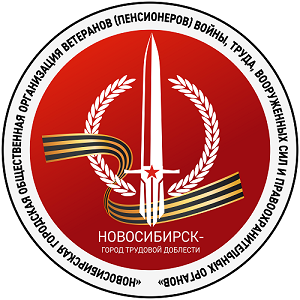 «НОВОСИБИРСКАЯ ГОРОДСКАЯ ОБЩЕСТВЕННАЯ ОРГАНИЗАЦИЯ ВЕТЕРАНОВ (ПЕНСИОНЕРОВ) ВОЙНЫ, ТРУДА, ВООРУЖЕННЫХ СИЛ И ПРАВООХРАНИТЕЛЬНЫХ ОРГАНОВ»
НОВОСИБИРСК-
ГОРОД ТРУДОВОЙ ДОБЛЕСТИ